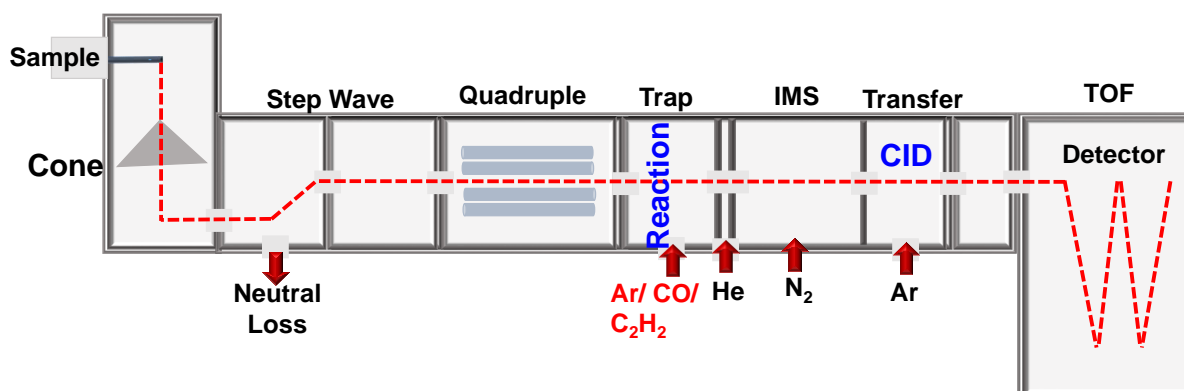 Sample
Cone
Step Wave
Quadruple
Trap
IMS
Transfer
TOF
Reaction
CID
Detector
Neutral
Loss
Ar/ CO/
C₂H₂
He
N₂
Ar